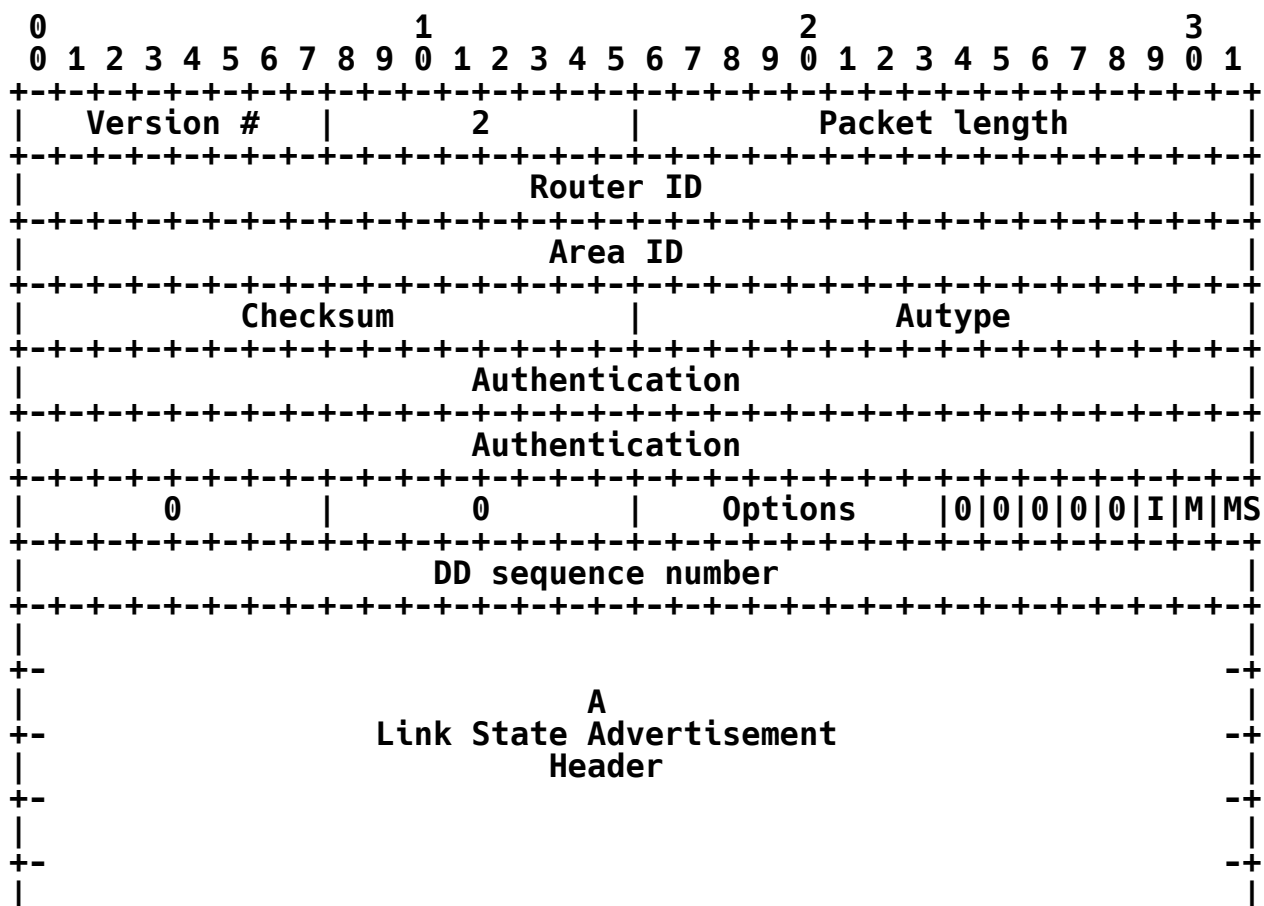 0                   1                   2                   3
 0 1 2 3 4 5 6 7 8 9 0 1 2 3 4 5 6 7 8 9 0 1 2 3 4 5 6 7 8 9 0 1
+-+-+-+-+-+-+-+-+-+-+-+-+-+-+-+-+-+-+-+-+-+-+-+-+-+-+-+-+-+-+-+-+
|   Version #   |       2       |         Packet length         |
+-+-+-+-+-+-+-+-+-+-+-+-+-+-+-+-+-+-+-+-+-+-+-+-+-+-+-+-+-+-+-+-+
|                          Router ID                            |
+-+-+-+-+-+-+-+-+-+-+-+-+-+-+-+-+-+-+-+-+-+-+-+-+-+-+-+-+-+-+-+-+
|                           Area ID                             |
+-+-+-+-+-+-+-+-+-+-+-+-+-+-+-+-+-+-+-+-+-+-+-+-+-+-+-+-+-+-+-+-+
|           Checksum            |             Autype            |
+-+-+-+-+-+-+-+-+-+-+-+-+-+-+-+-+-+-+-+-+-+-+-+-+-+-+-+-+-+-+-+-+
|                       Authentication                          |
+-+-+-+-+-+-+-+-+-+-+-+-+-+-+-+-+-+-+-+-+-+-+-+-+-+-+-+-+-+-+-+-+
|                       Authentication                          |
+-+-+-+-+-+-+-+-+-+-+-+-+-+-+-+-+-+-+-+-+-+-+-+-+-+-+-+-+-+-+-+-+
|       0       |       0       |    Options    |0|0|0|0|0|I|M|MS
+-+-+-+-+-+-+-+-+-+-+-+-+-+-+-+-+-+-+-+-+-+-+-+-+-+-+-+-+-+-+-+-+
|                     DD sequence number                        |
+-+-+-+-+-+-+-+-+-+-+-+-+-+-+-+-+-+-+-+-+-+-+-+-+-+-+-+-+-+-+-+-+
|                                                               |
+-                                                             -+
|                             A                                 |
+-                 Link State Advertisement                    -+
|                           Header                              |
+-                                                             -+
|                                                               |
+-                                                             -+
|                                                               |